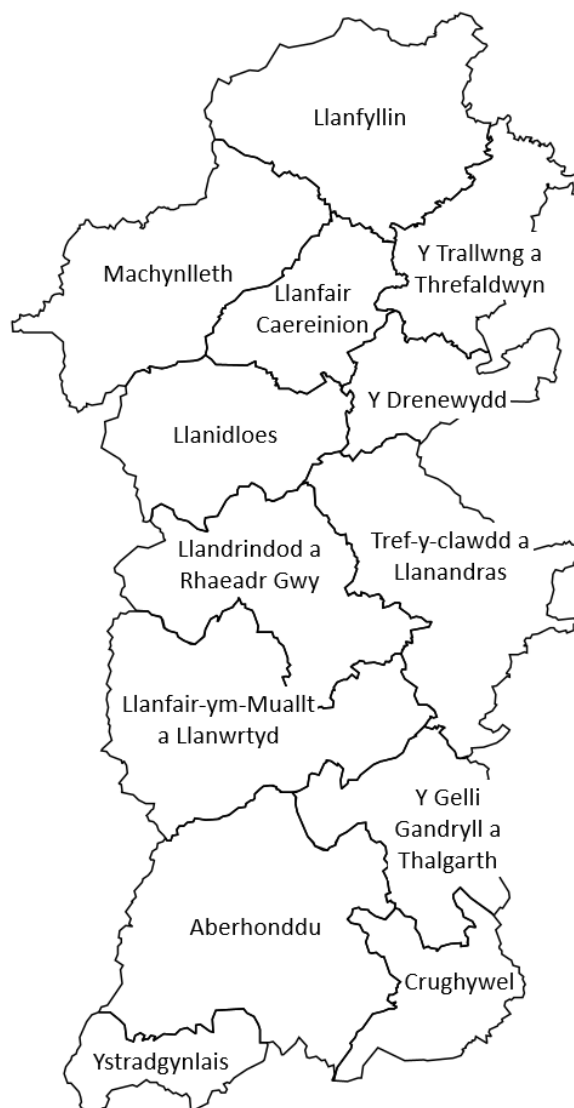 Llanfyllin
Y Trallwng a
Threfaldwyn
Machynlleth
Llanfair
Caereinion
Y Drenewydd
Llanidloes
Llandrindod a
Rhaeadr Gwy
Tref-y-clawdd a
Llanandras
Llanfair-ym-Muallt
a Llanwrtyd
Y Gelli
Gandryll a
Thalgarth
Aberhonddu
Crughywel
Ystradgynlais